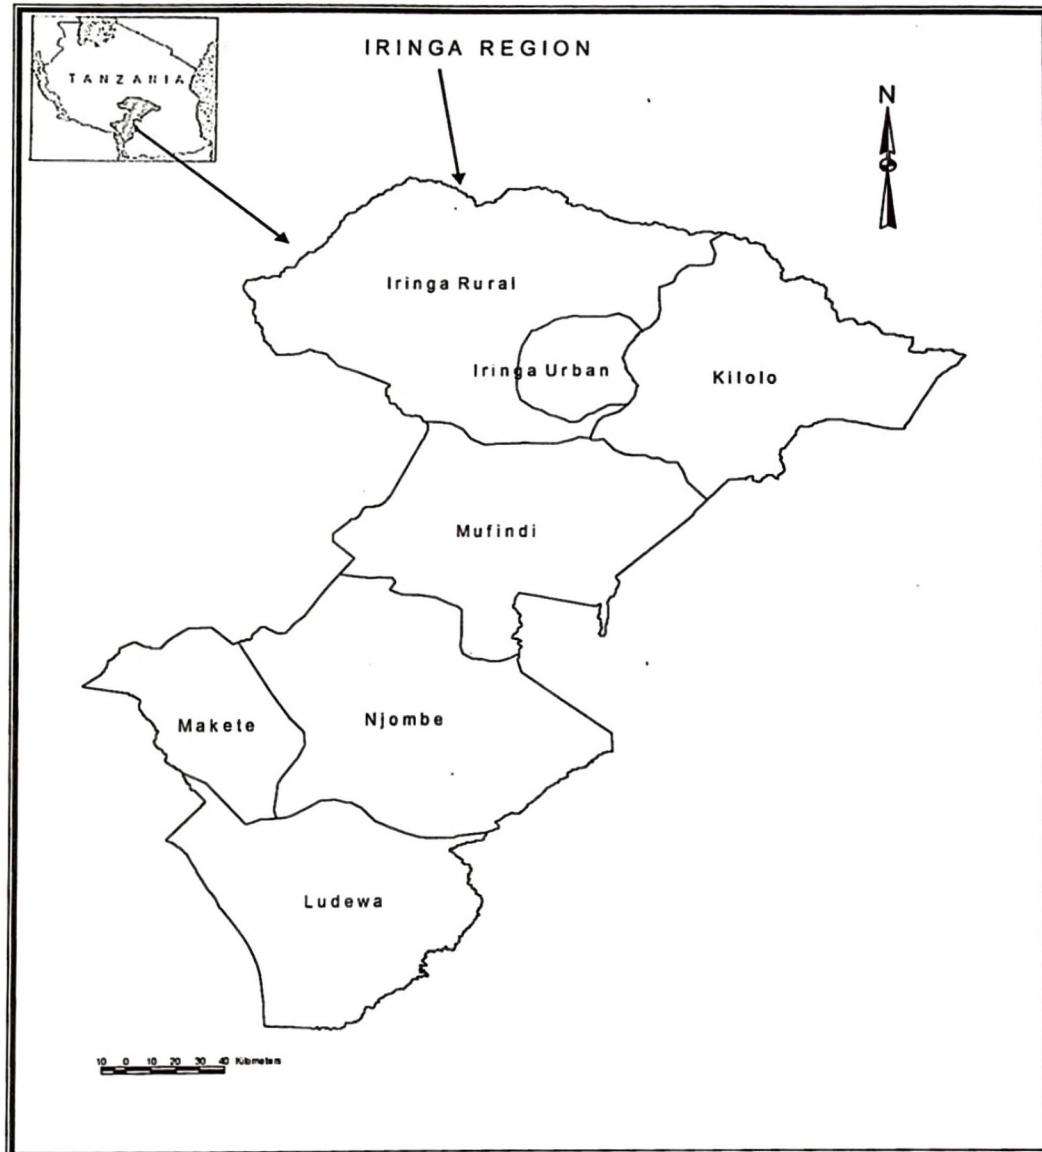 IRINGA REGION
TANZANIA
N
Iringa Rural
Iringa Urban
Kilolo
Mufindi
Makete
Njombe
Ludewa
10 0 10 20 30 40 Kilometers